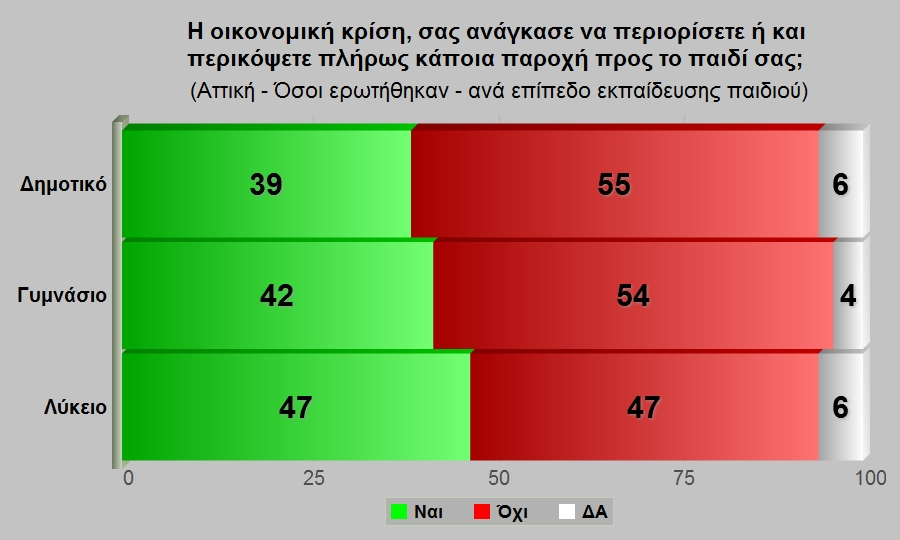 Η οικονομική κρίση, σας ανάγκασε να περιορίσετε ή και
περικόψετε πλήρως κάποια παροχή προς το παιδί σας;
(Αττική - Όσοι ερωτήθηκαν - ανά επίπεδο εκπαίδευσης παιδιού)
Δημοτικό 39 55 6
Γυμνάσιο 42 54 4
Λύκειο 47 47 6
0 25 50 75 100
Ναι Όχι ΔΑ